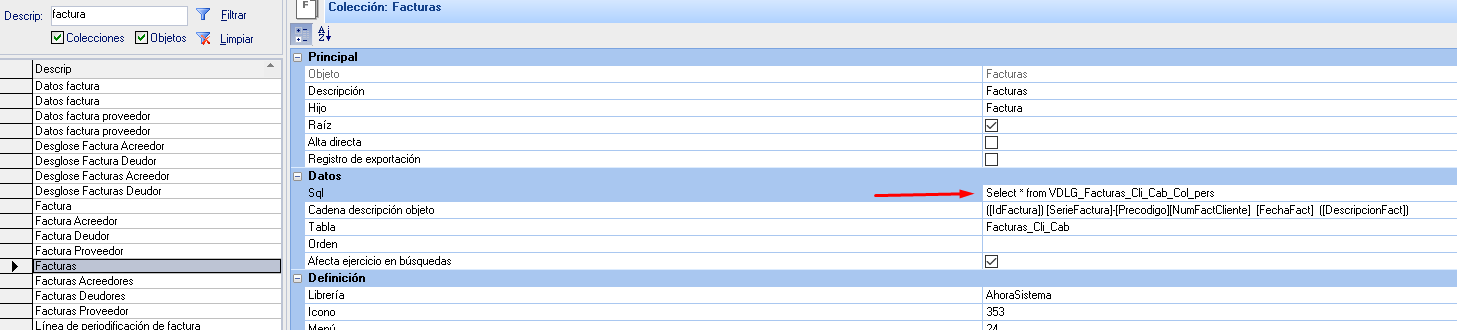 Descrip: factura Filtrar
Colecciones Objetos Limpiar
Descrip
Datos factura
Datos factura
Datos factura proveedor
Datos factura proveedor
Desglose Factura Acreedor
Desglose Factura Deudor
Desglose Facturas Acreedor
Desglose Facturas Deudor
Factura
Factura Acreedor
Factura Deudor
Factura Proveedor
Facturas
Facturas Acreedores
Facturas Deudores
Facturas Proveedor
Línea de periodificación de factura
F
Colección: Facturas
A Z
Principal
Objeto Facturas
Descripción Facturas
Hijo Factura
Raíz
Alta directa
Registro de exportación
Datos
Sql Select * from VDLG_Facturas_Cli_Cab_Col_pers
Cadena descripción objeto ([IdFactura]) [SerieFactura]-[Precodigo][NumFactCliente] [FechaFact] ([DescripcionFact])
Tabla Facturas_Cli_Cab
Orden
Afecta ejercicio en búsquedas
Definición
Librería AhoraSistema
Icono 353
Menú 24